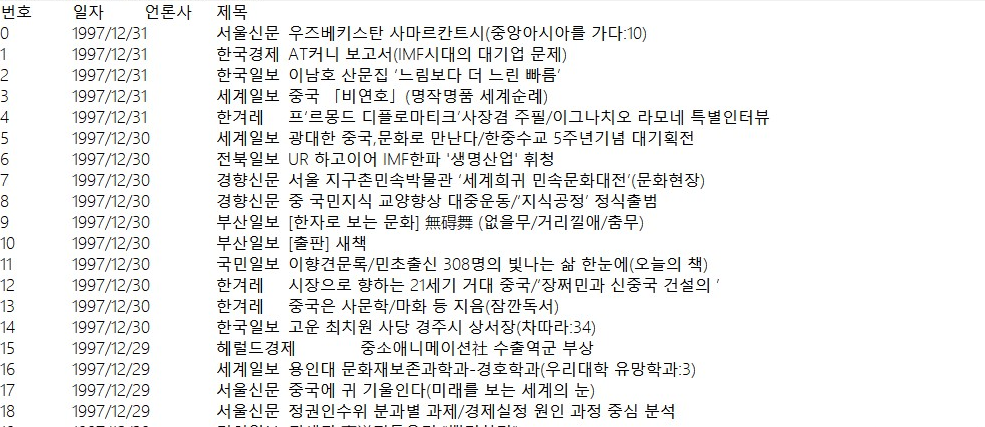 번호 일자 언론사 제목
0 1997/12/31 서울신문 우즈베키스탄 사마르칸트시(중앙아시아를 가다:10)
1 1997/12/31 한국경제 AT커니 보고서(IMF시대의 대기업 문제)
2 1997/12/31 한국일보 이남호 산문집 ‘느림보다 더 느린 빠름’
3 1997/12/31 세계일보 중국 「비연호」(명작명품 세계순례)
4 1997/12/31 한겨레 프‘르몽드 디플로마티크’사장겸 주필/이그나치오 라모네 특별인터뷰
5 1997/12/30 세계일보 광대한 중국,문화로 만난다/한중수교 5주년기념 대기획전
6 1997/12/30 전북일보 UR 하고이어 IMF한파 '생명산업' 휘청
7 1997/12/30 경향신문 서울 지구촌민속박물관 ‘세계희귀 민속문화대전’(문화현장)
8 1997/12/30 경향신문 중 국민지식 교양향상 대중운동/‘지식공정’ 정식출범
9 1997/12/30 부산일보 [한자로 보는 문화] 無碍舞 (없을무/거리낄애/춤무)
10 1997/12/30 부산일보 [출판] 새책
11 1997/12/30 국민일보 이향견문록/민초출신 308명의 빛나는 삶 한눈에(오늘의 책)
12 1997/12/30 한겨레 시장으로 향하는 21세기 거대 중국/‘장쩌민과 신중국 건설의 ’
13 1997/12/30 한겨레 중국은 사문학/마화 등 지음(잠깐독서)
14 1997/12/30 한국일보 고운 최치원 사당 경주시 상서장(차따라:34)
15 1997/12/29 헤럴드경제 중소애니메이션社 수출역군 부상
16 1997/12/29 세계일보 용인대 문화재보존과학과-경호학과(우리대학 유망학과:3)
17 1997/12/29 서울신문 중국에 귀 기울인다(미래를 보는 세계의 눈)
18 1997/12/29 서울신문 정권인수위 분과별 과제/경제실정 원인 과정 중심 분석